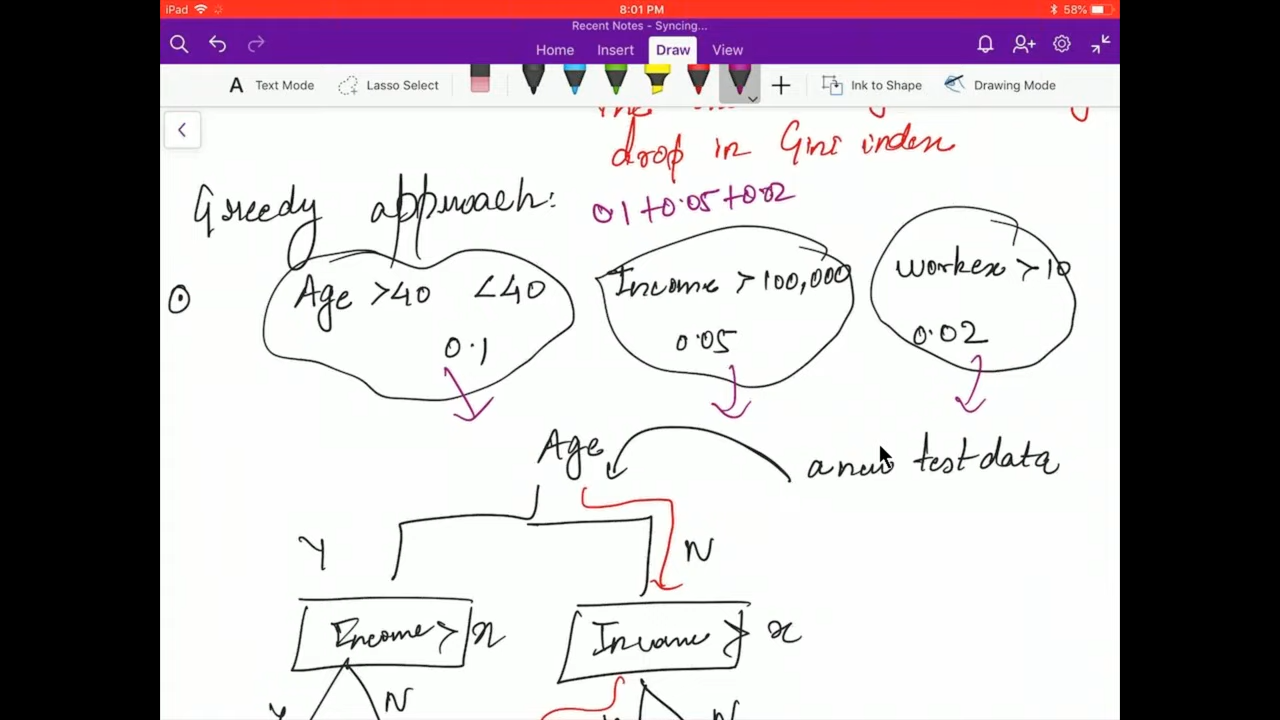 iPad 8:01 PM 58%
Recent Notes - Syncing...
Home Insert Draw View
A Text Mode Lasso Select Ink to Shape Drawing Mode
The
drop in Gini index
Greedy approach: 0.1 + 0.05 + 0.02
Age >40 <40 Income > 100,000 workex > 10
0.1 0.05 0.02
Age a new test data
Y N
Income > x Income > x
Y N N